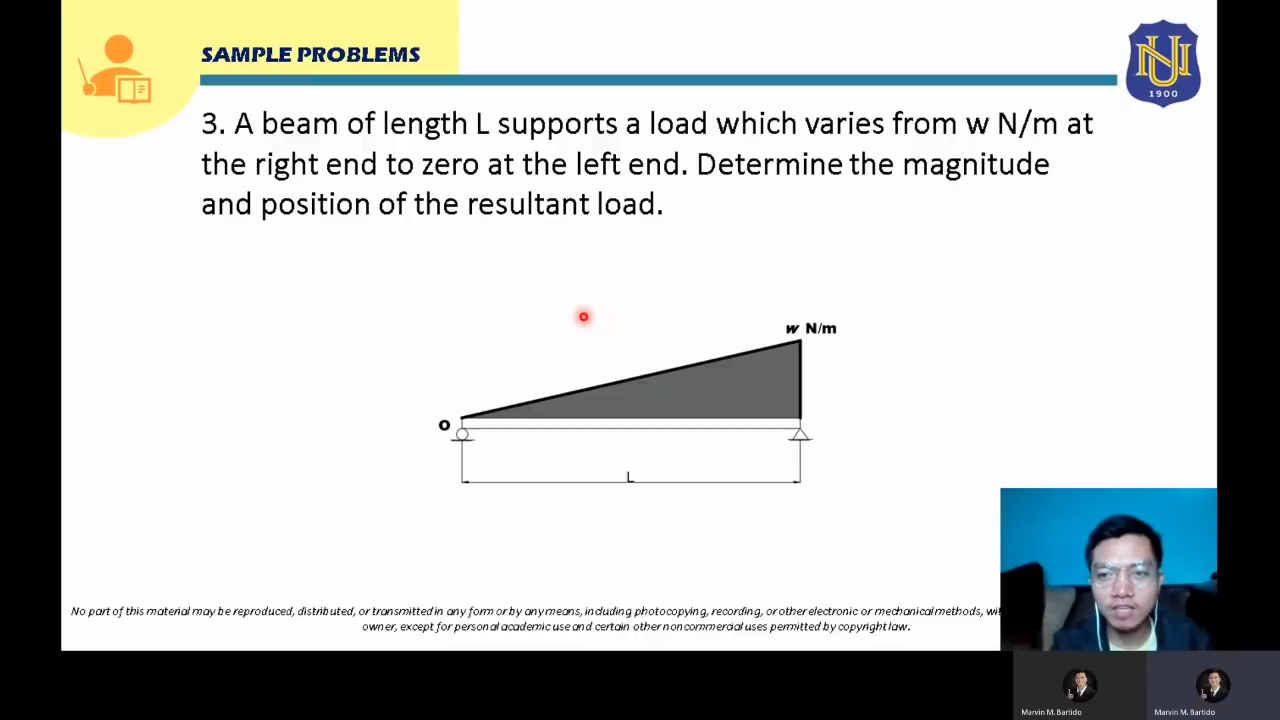 SAMPLE PROBLEMS
NU
1900
3. A beam of length L supports a load which varies from w N/m at
the right end to zero at the left end. Determine the magnitude
and position of the resultant load.
w N/m
O
L
No part of this material may be reproduced, distributed, or transmitted in any form or by any means, including photocopying, recording, or other electronic or mechanical methods,
owner, except for personal academic use and certain other noncommercial uses permitted by copyright law.
Marvin M. Bartido
Marvin M. Bartido